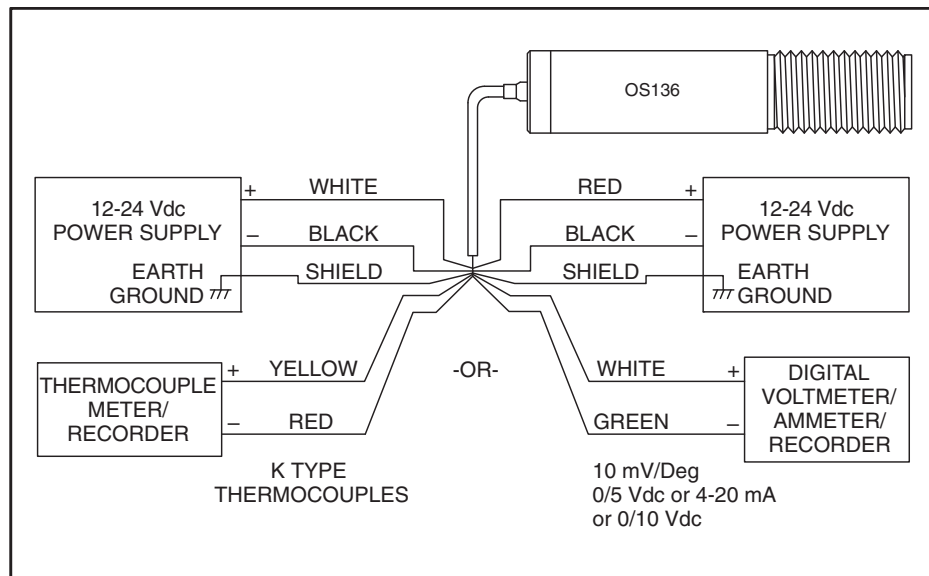 OS136
+ WHITE
12-24 Vdc
POWER SUPPLY
– BLACK
EARTH
GROUND
SHIELD
RED +
12-24 Vdc
POWER SUPPLY
BLACK –
SHIELD
EARTH
GROUND
THERMOCOUPLE
METER/
RECORDER
+ YELLOW
– RED
K TYPE
THERMOCOUPLES
-OR-
WHITE +
GREEN –
DIGITAL
VOLTMETER/
AMMETER/
RECORDER
10 mV/Deg
0/5 Vdc or 4-20 mA
or 0/10 Vdc